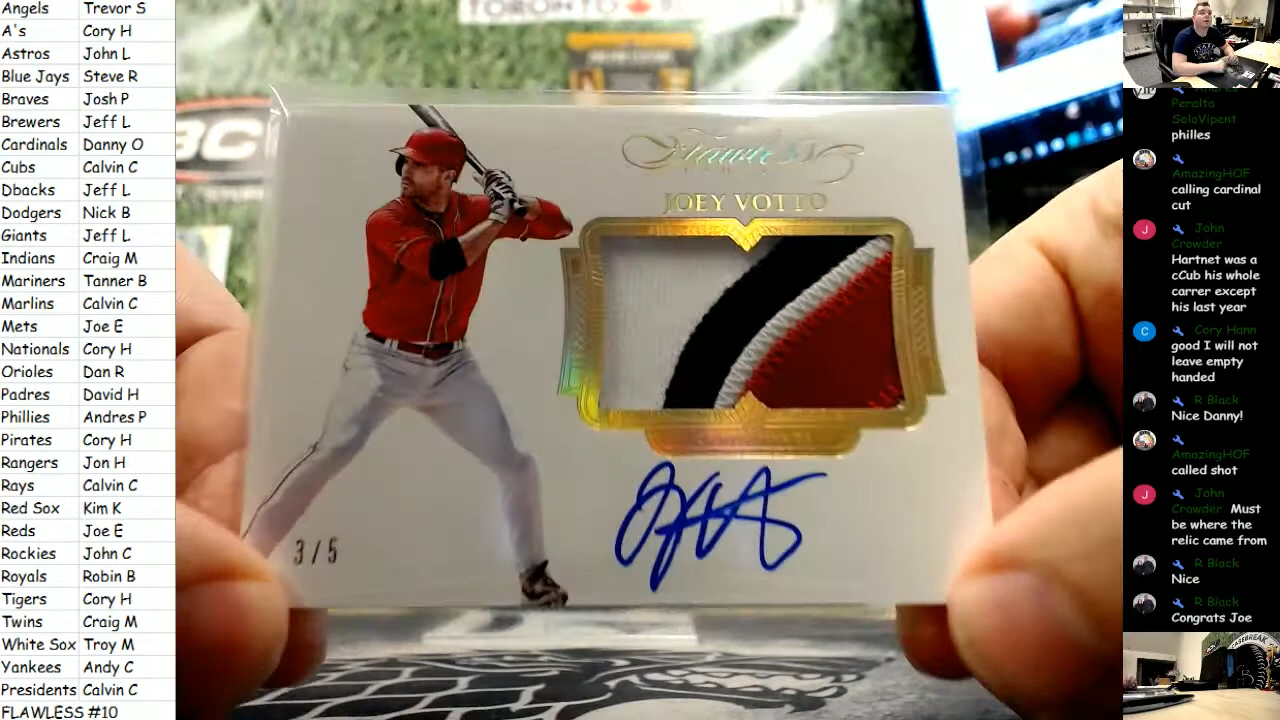 Angels Trevor S
A's Cory H
Astros John L
Blue Jays Steve R
Braves Josh P
Brewers Jeff L
Cardinals Danny O
Cubs Calvin C
Dbacks Jeff L
Dodgers Nick B
Giants Jeff L
Indians Craig M
Mariners Tanner B
Marlins Calvin C
Mets Joe E
Nationals Cory H
Orioles Dan R
Padres David H
Phillies Andres P
Pirates Cory H
Rangers Jon H
Rays Calvin C
Red Sox Kim K
Reds Joe E
Rockies John C
Royals Robin B
Tigers Cory H
Twins Craig M
White Sox Troy M
Yankees Andy C
Presidents Calvin C
FLAWLESS #10
TORONTO
BC
Flawless
JOEY VOTTO
3/5
Peralta
SoloVipent
philles
AmazingHOF
calling cardinal
cut
John
Crowder
Hartnet was a
cCub his whole
carrer except
his last year
Cory Hann
good I will not
leave empty
handed
R Black
Nice Danny!
AmazingHOF
called shot
John
Crowder Must
be where the
relic came from
R Black
Nice
R Black
Congrats Joe